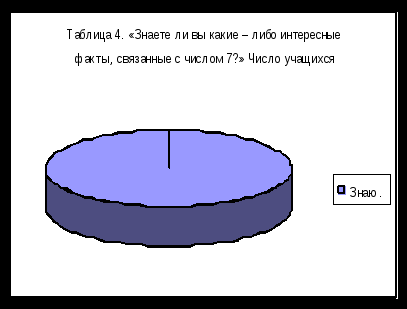 Таблица 4. «Знаете ли вы какие – либо интересные
факты, связанные с числом 7?» Число учащихся
Знаю.